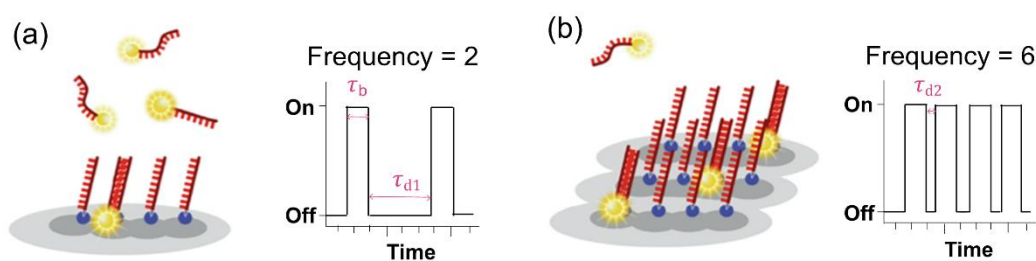 (a)
Frequency = 2
τb
On
τd1
Off
Time
(b)
Frequency = 6
τd2
On
Off
Time